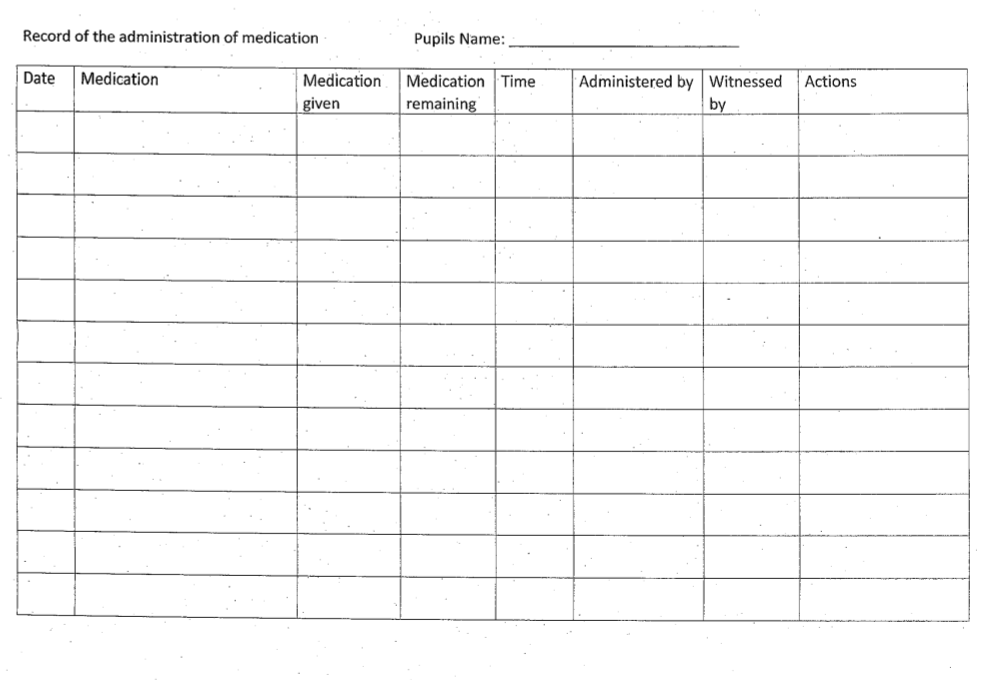 Record of the administration of medication Pupils Name:
Date Medication Medication given Medication remaining Time Administered by Witnessed by Actions